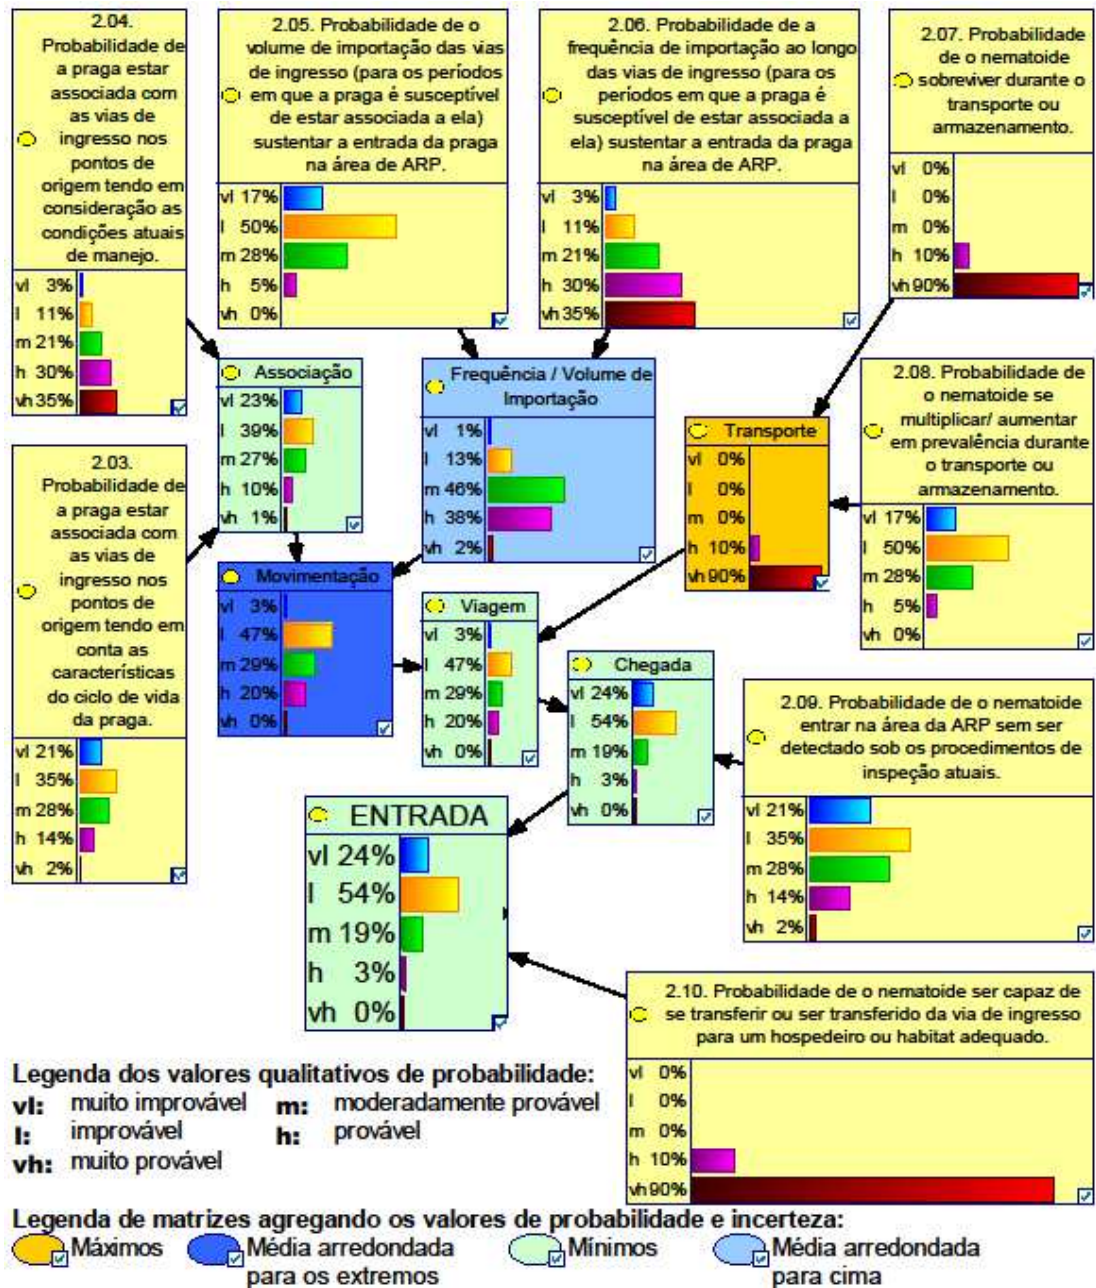 2.04.
Probabilidade de
a praga estar
associada com
as vias de
ingresso nos
pontos de
origem tendo em
consideração as
condições atuais
de manejo.
vl 3%
l 11%
m 21%
h 30%
vh 35%
2.05. Probabilidade de o
volume de importação das vias
de ingresso (para os períodos
em que a praga é susceptível
de estar associada a ela)
sustentar a entrada da praga
na área de ARP.
vl 17%
l 50%
m 28%
h 5%
vh 0%
2.06. Probabilidade de a
frequência de importação ao longo
das vias de ingresso (para os
períodos em que a praga é
susceptível de estar associada a
ela) sustentar a entrada da praga
na área de ARP.
vl 3%
l 11%
m 21%
h 30%
vh 35%
2.07. Probabilidade
de o nematoide
sobreviver durante o
transporte ou
armazenamento.
vl 0%
l 0%
m 0%
h 10%
vh 90%
Associação
vl 23%
l 39%
m 27%
h 10%
vh 1%
Frequência / Volume de
Importação
vl 1%
l 13%
m 46%
h 38%
vh 2%
Transporte
vl 0%
l 0%
m 0%
h 10%
vh 90%
2.08. Probabilidade de
o nematoide se
multiplicar/ aumentar
em prevalência durante
o transporte ou
armazenamento.
vl 17%
l 50%
m 28%
h 5%
vh 0%
2.03.
Probabilidade de
a praga estar
associada com
as vias de
ingresso nos
pontos de
origem tendo em
conta as
características
do ciclo de vida
da praga.
vl 21%
l 35%
m 28%
h 14%
vh 2%
Movimentação
vl 3%
l 47%
m 29%
h 20%
vh 0%
Viagem
vl 3%
l 47%
m 29%
h 20%
vh 0%
Chegada
vl 24%
l 54%
m 19%
h 3%
vh 0%
2.09. Probabilidade de o nematoide
entrar na área da ARP sem ser
detectado sob os procedimentos de
inspeção atuais.
vl 21%
l 35%
m 28%
h 14%
vh 2%
ENTRADA
vl 24%
l 54%
m 19%
h 3%
vh 0%
2.10. Probabilidade de o nematoide ser capaz de
se transferir ou ser transferido da via de ingresso
para um hospedeiro ou habitat adequado.
vl 0%
l 0%
m 0%
h 10%
vh 90%
Legenda dos valores qualitativos de probabilidade:
vl: muito improvável m: moderadamente provável
l: improvável h: provável
vh: muito provável
Legenda de matrizes agregando os valores de probabilidade e incerteza:
Máximos Média arredondada Mínimos Média arredondada
para os extremos para cima